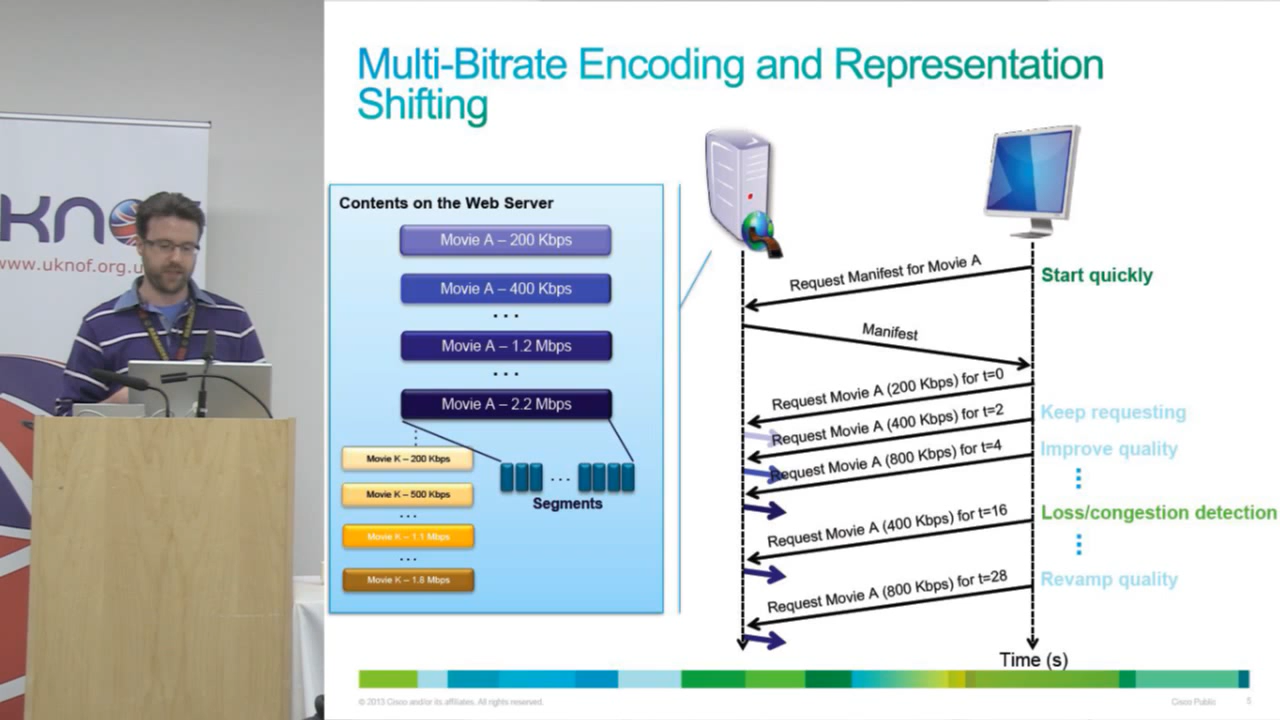 Multi-Bitrate Encoding and Representation
Shifting
KNOF
www.uknof.org.u
Contents on the Web Server
Movie A – 200 Kbps
Movie A – 400 Kbps
...
Movie A – 1.2 Mbps
...
Movie A – 2.2 Mbps
Movie K – 200 Kbps
Movie K – 500 Kbps
...
Movie K – 1.1 Mbps
...
Movie K – 1.8 Mbps
...
Segments
Request Manifest for Movie A
Start quickly
Manifest
Request Movie A (200 Kbps) for t=0
Request Movie A (400 Kbps) for t=2
Keep requesting
Request Movie A (800 Kbps) for t=4
Improve quality
Request Movie A (400 Kbps) for t=16
Loss/congestion detection
Request Movie A (800 Kbps) for t=28
Revamp quality
Time (s)
© 2013 Cisco and/or its affiliates. All rights reserved.
Cisco Public
5